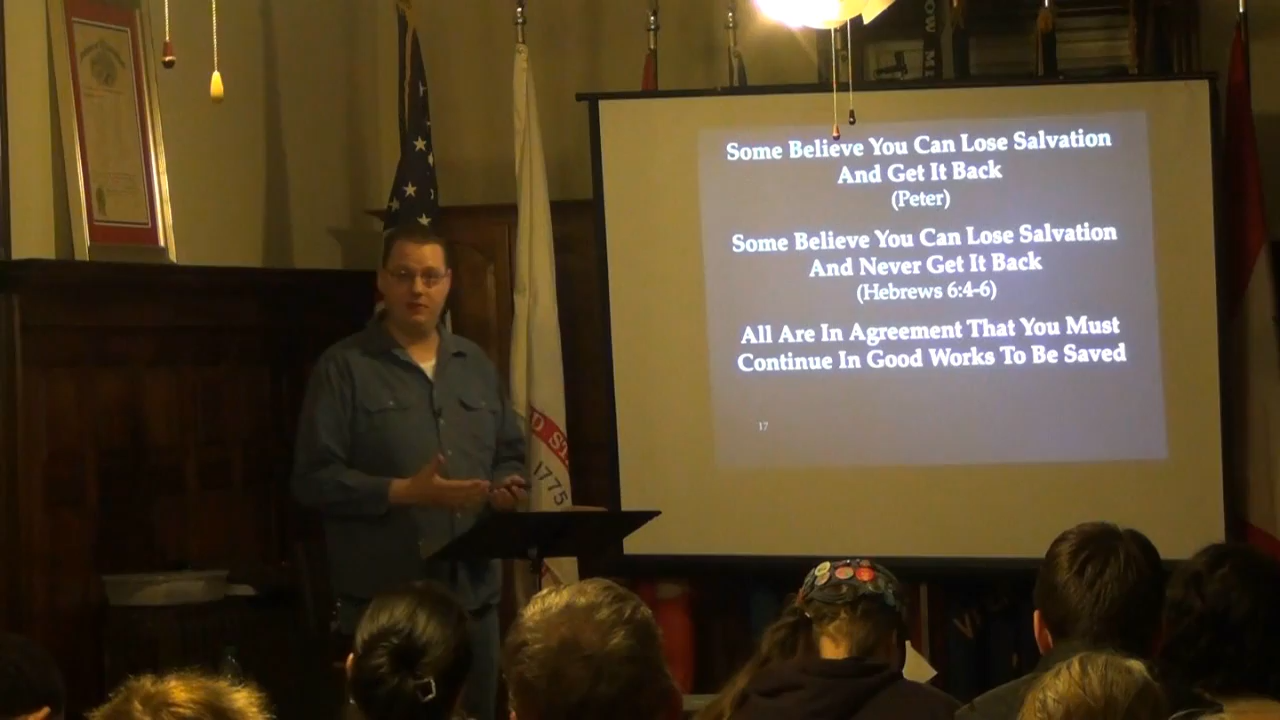 Some Believe You Can Lose Salvation
And Get It Back
(Peter)
Some Believe You Can Lose Salvation
And Never Get It Back
(Hebrews 6:4-6)
All Are In Agreement That You Must
Continue In Good Works To Be Saved
17
1775